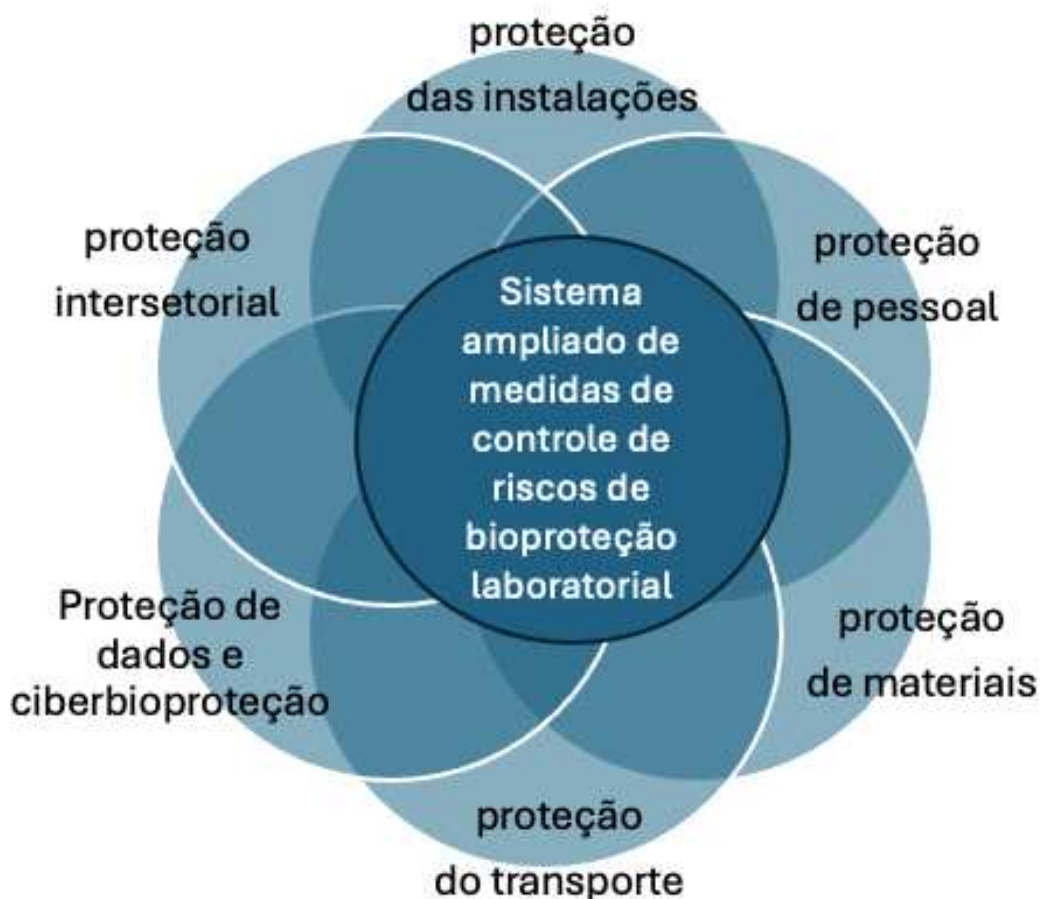 proteção
das instalações
proteção
de pessoal
proteção
de materiais
proteção
do transporte
Proteção de
dados e
ciberbioproteção
proteção
intersetorial
Sistema
ampliado de
medidas de
controle de
riscos de
bioproteção
laboratorial